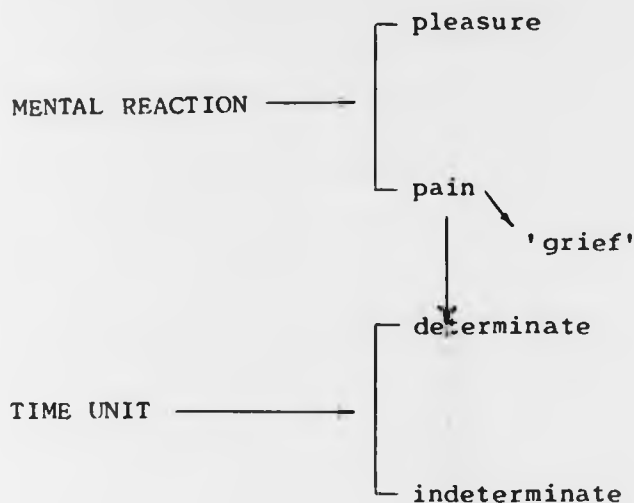 pleasure
MENTAL REACTION
pain
'grief'
determinate
TIME UNIT
indeterminate